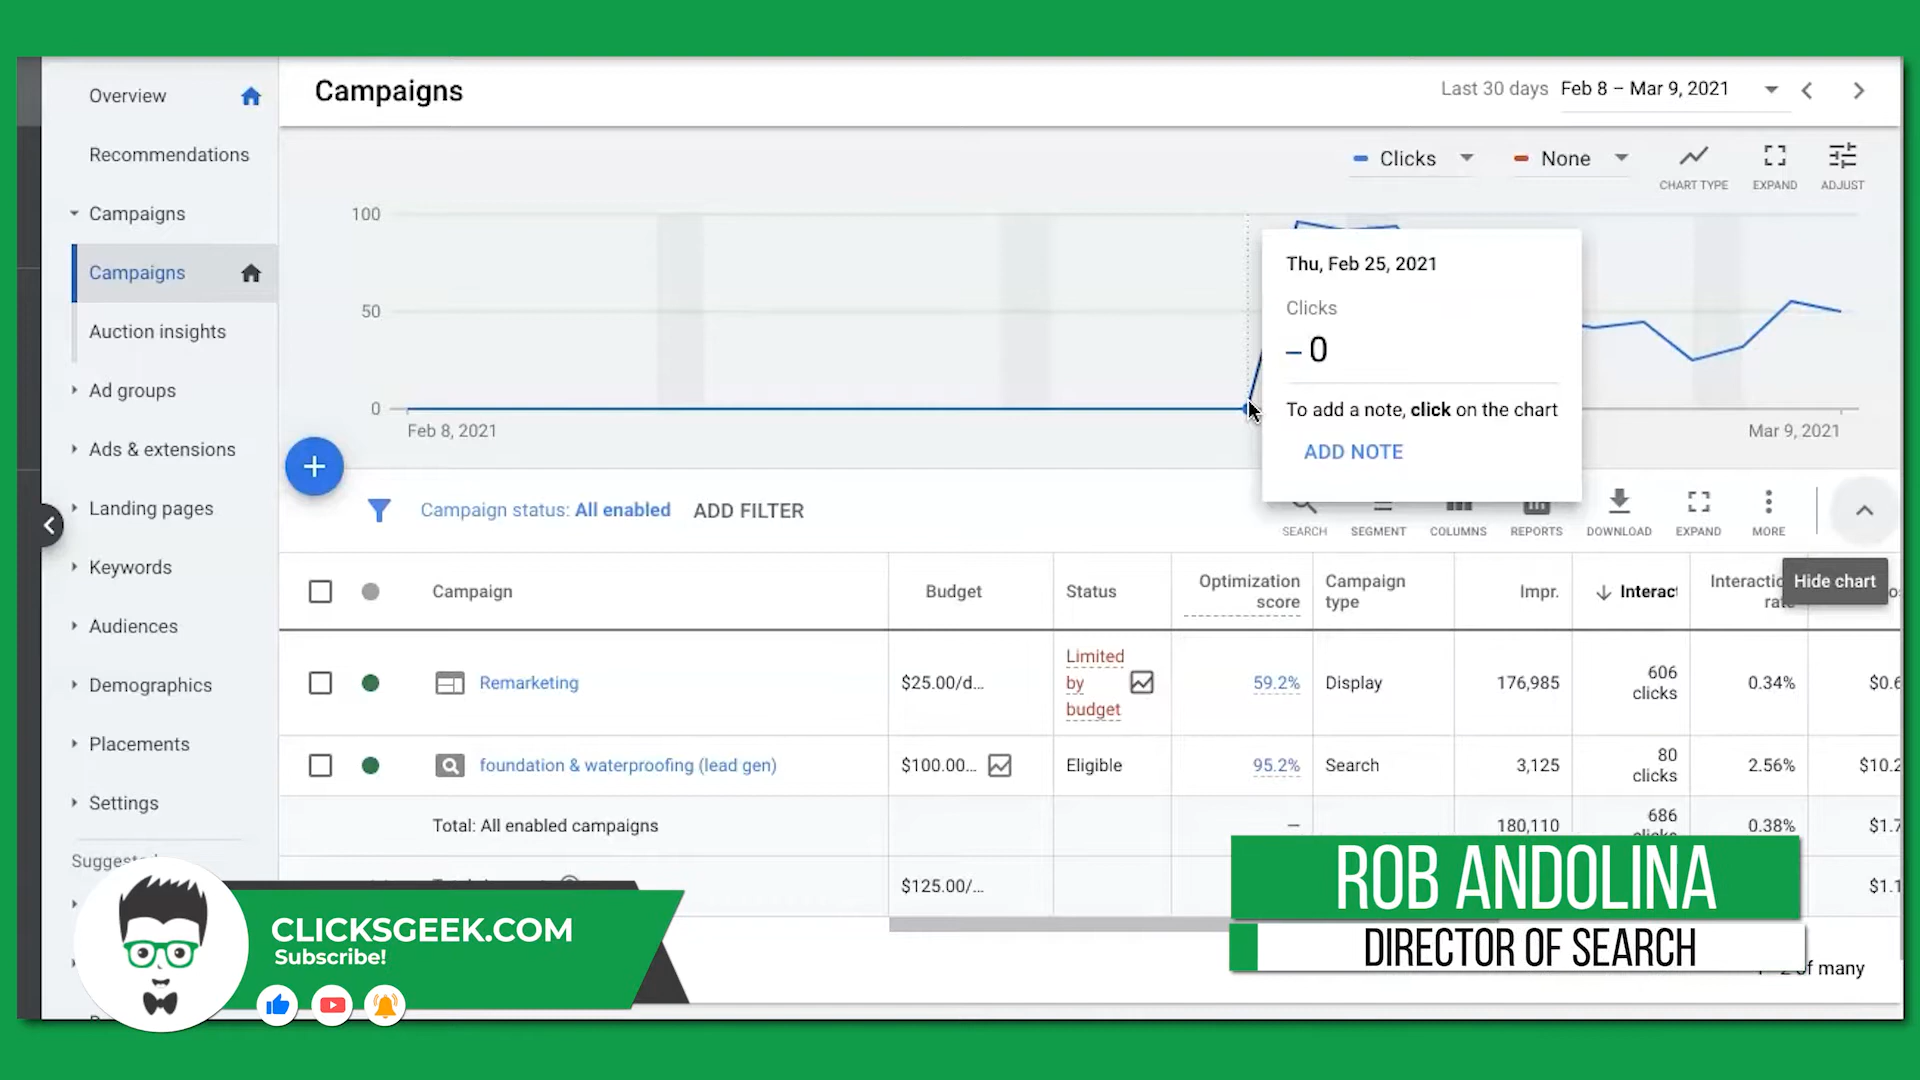 Overview
Recommendations
Campaigns
Campaigns
Auction insights
Ad groups
Ads & extensions
Landing pages
Keywords
Audiences
Demographics
Placements
Settings
Campaigns
Last 30 days Feb 8 – Mar 9, 2021
Clicks
None
CHART TYPE
EXPAND
ADJUST
100
50
0
Feb 8, 2021
Mar 9, 2021
Thu, Feb 25, 2021
Clicks
– 0
To add a note, click on the chart
ADD NOTE
Campaign status: All enabled ADD FILTER
SEARCH
SEGMENT
COLUMNS
REPORTS
DOWNLOAD
EXPAND
MORE
Hide chart
Campaign
Budget
Status
Optimization
score
Campaign
type
Impr.
Remarketing
$25.00/d...
Limited
by
budget
59.2%
Display
176,985
606
clicks
0.34%
foundation & waterproofing (lead gen)
$100.00...
Eligible
95.2%
Search
3,125
80
clicks
2.56%
Total: All enabled campaigns
–
180,110
686
0.38%
$125.00/...
of many
CLICKSGEEK.COM
Subscribe!
ROB ANDOLINA
DIRECTOR OF SEARCH